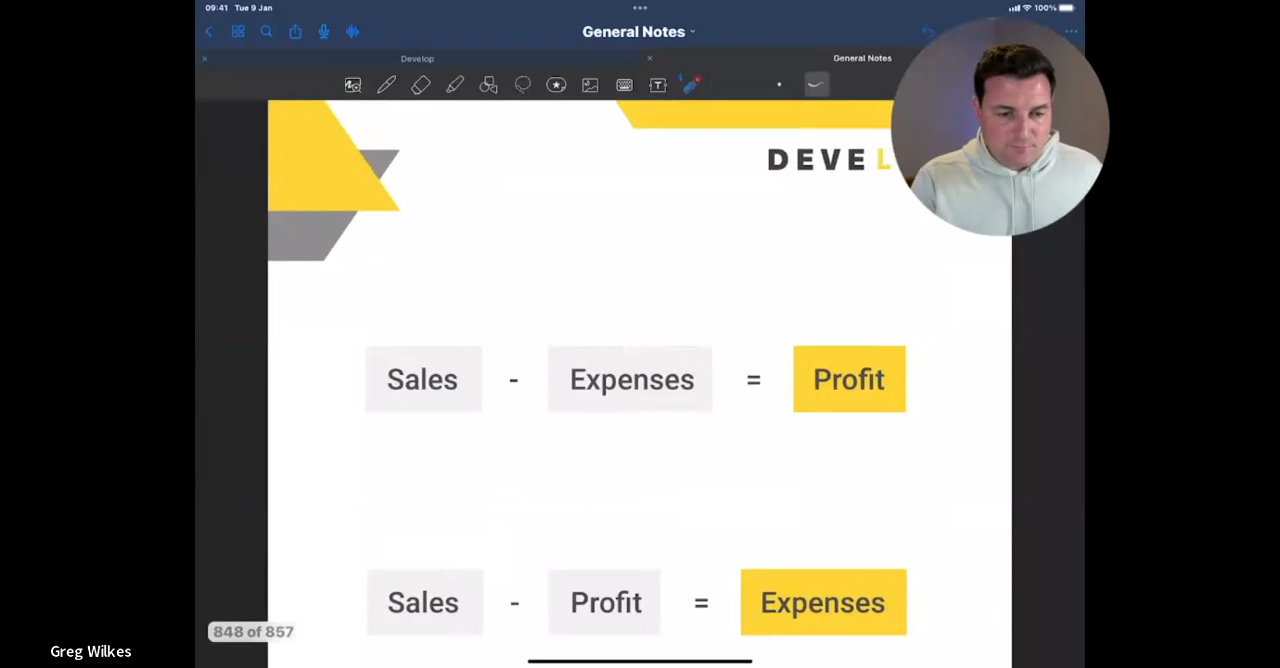 09:41 Tue 9 Jan 100%
General Notes
Develop
General Notes
T
DEVEL
Sales - Expenses = Profit
Sales - Profit = Expenses
848 of 857
Greg Wilkes